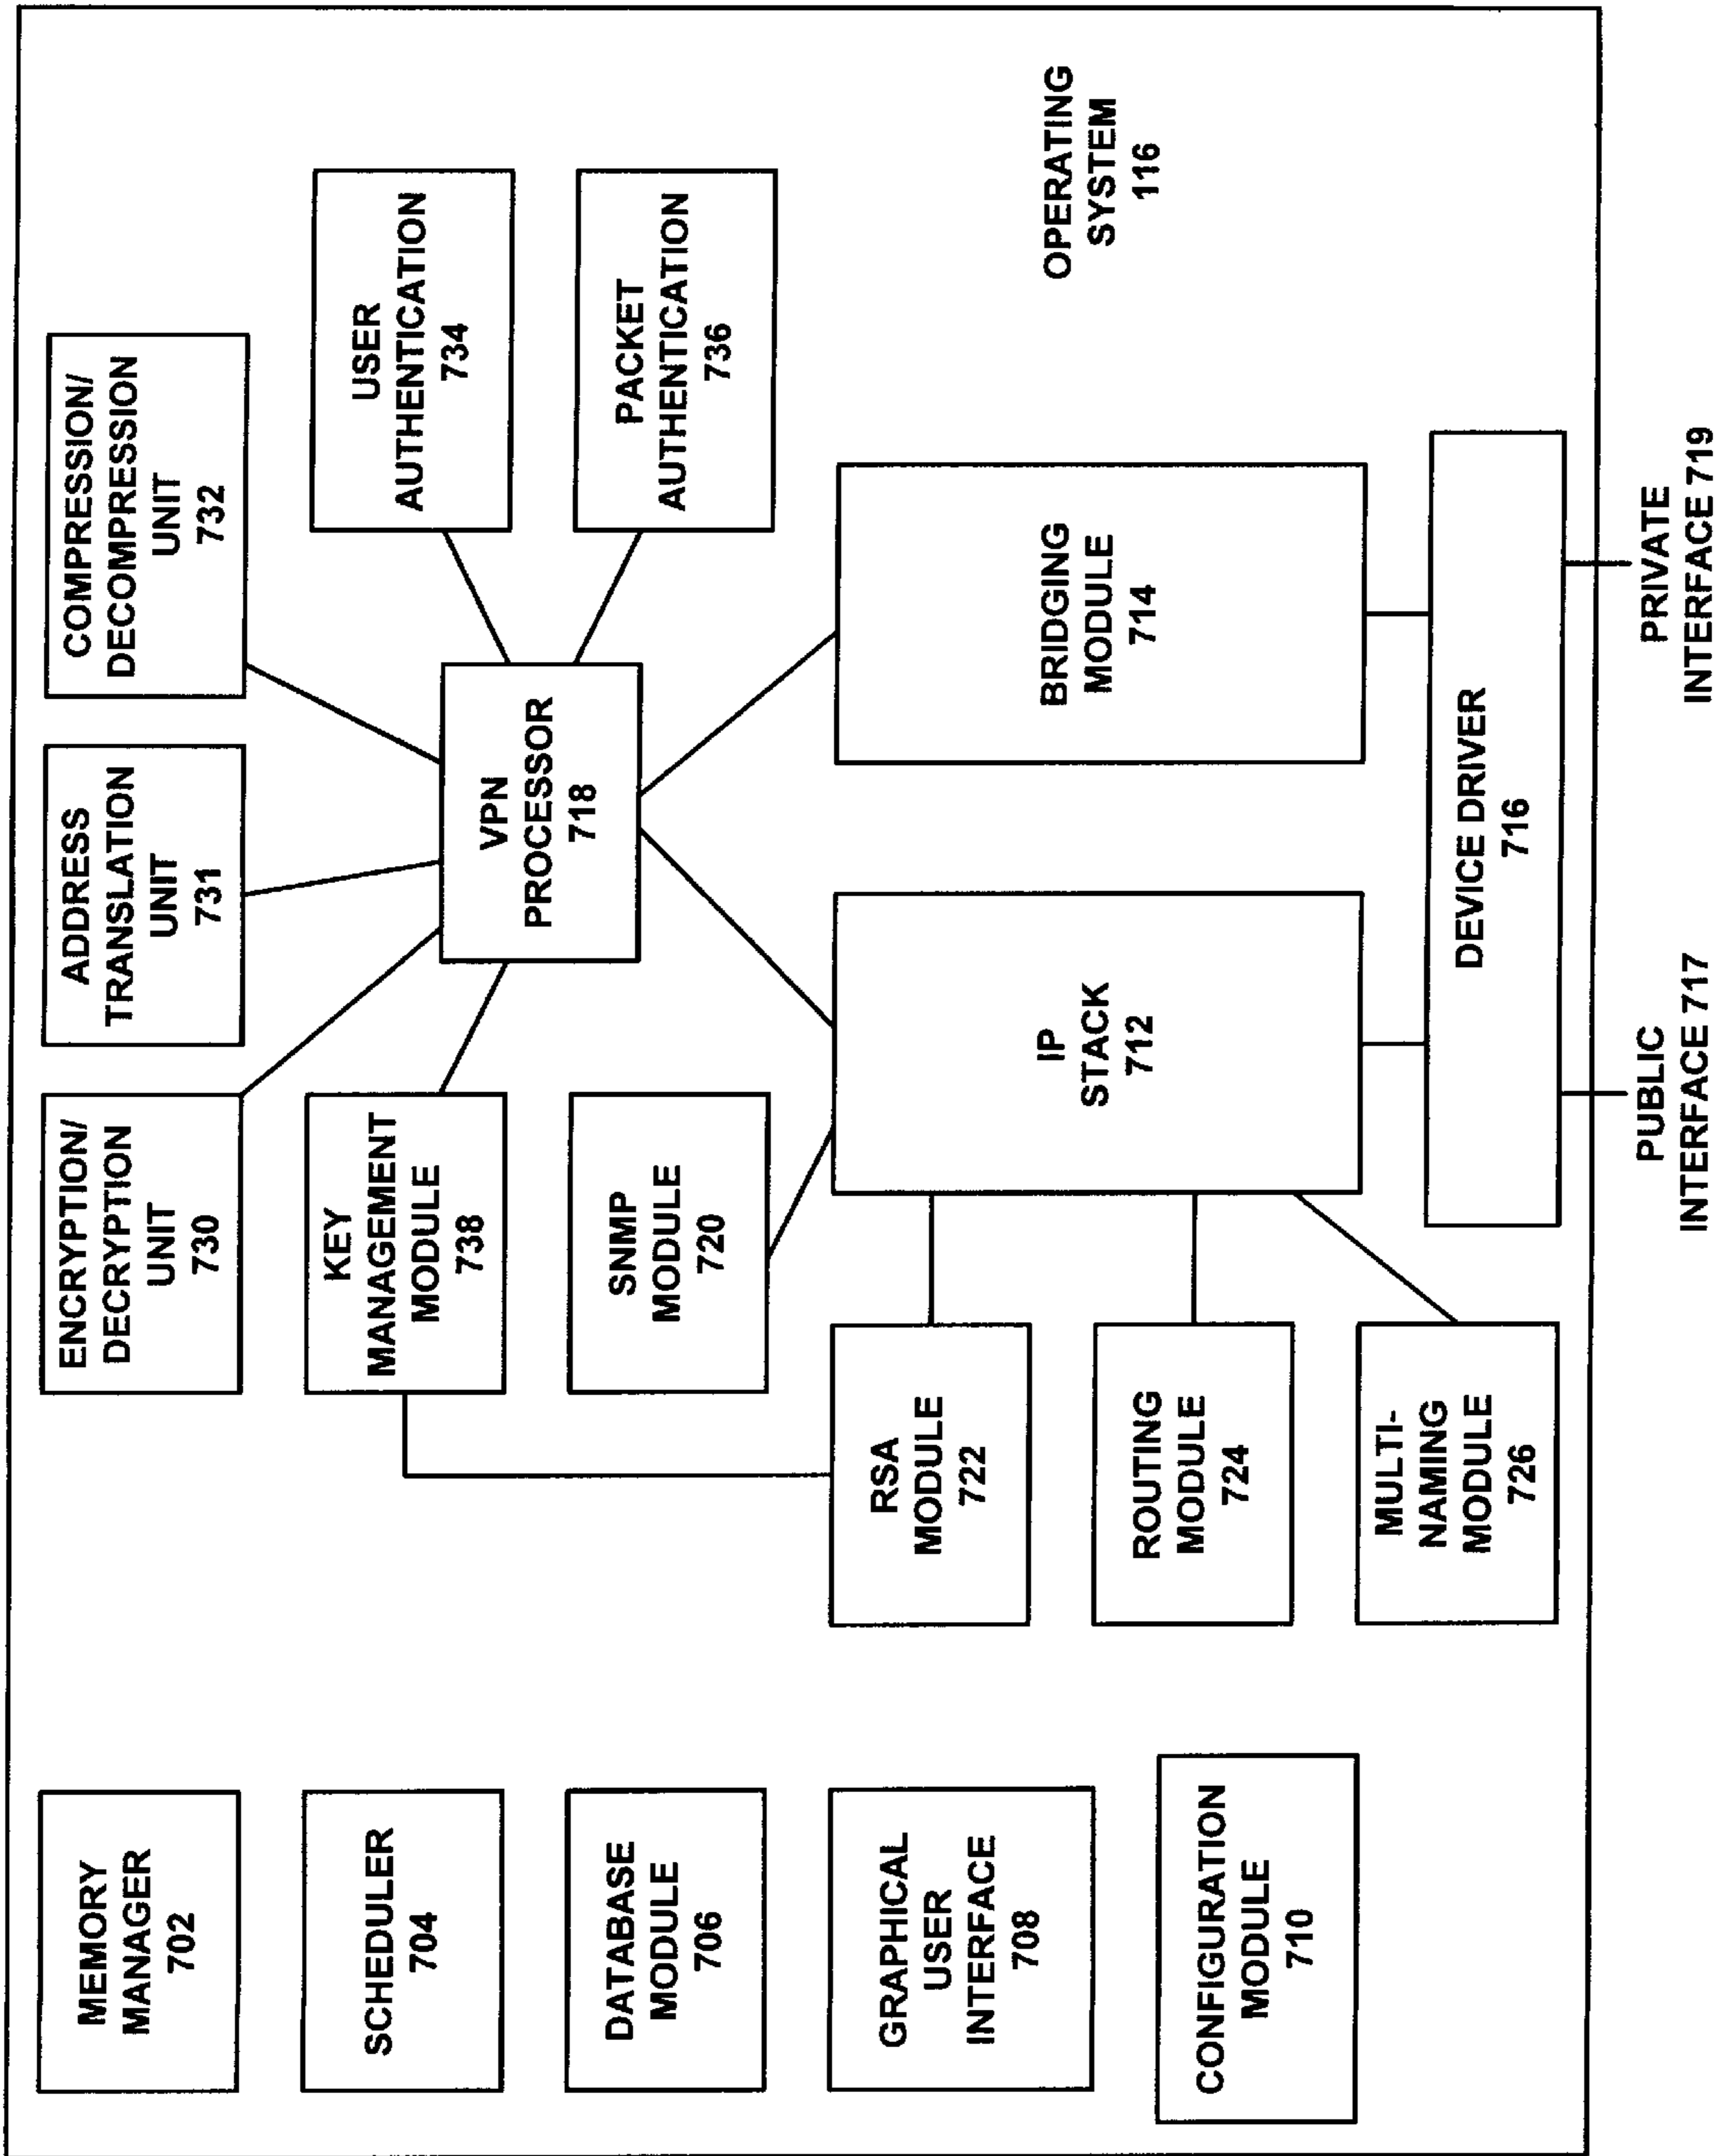 MEMORY
MANAGER
702
SCHEDULER
704
DATABASE
MODULE
706
GRAPHICAL
USER
INTERFACE
708
CONFIGURATION
MODULE
710
ENCRYPTION/
DECRYPTION
UNIT
730
KEY
MANAGEMENT
MODULE
738
SNMP
MODULE
720
RSA
MODULE
722
ROUTING
MODULE
724
MULTI-
NAMING
MODULE
726
ADDRESS
TRANSLATION
UNIT
731
COMPRESSION/
DECOMPRESSION
UNIT
732
VPN
PROCESSOR
718
USER
AUTHENTICATION
734
PACKET
AUTHENTICATION
736
IP
STACK
712
BRIDGING
MODULE
714
OPERATING
SYSTEM
116
DEVICE DRIVER
716
PUBLIC
INTERFACE 717
PRIVATE
INTERFACE 719